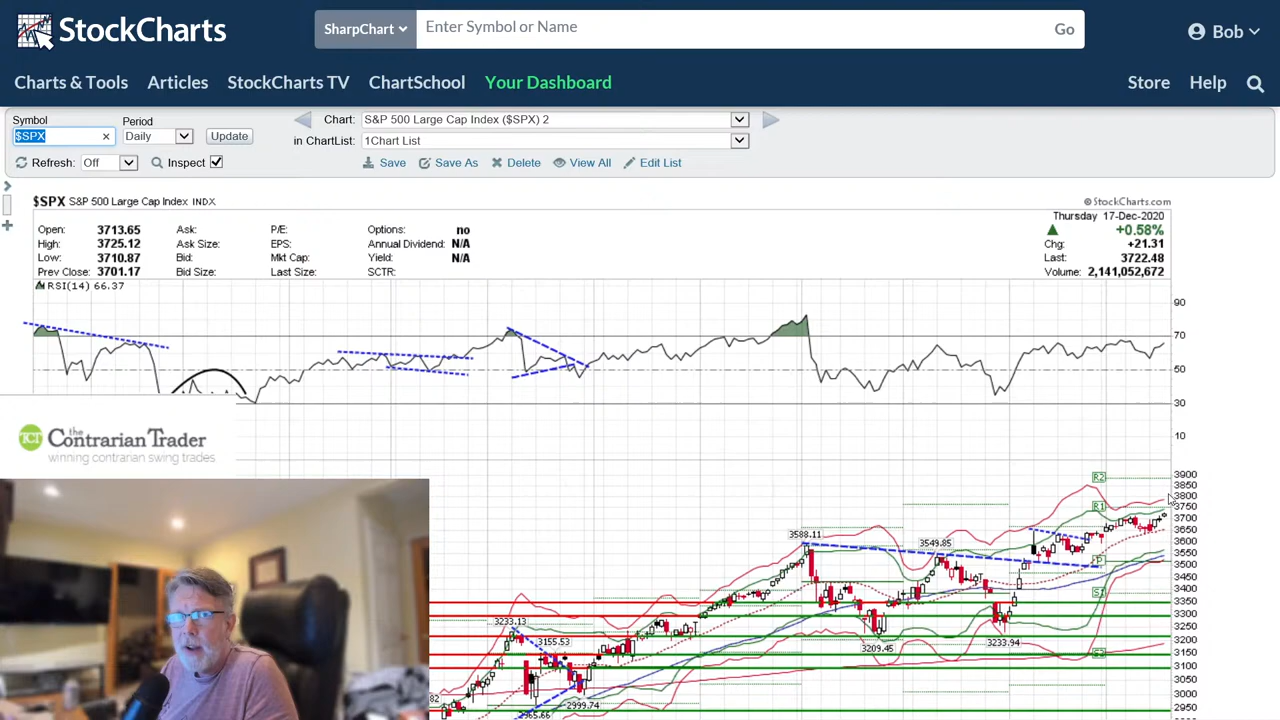 StockCharts
SharpChart
Enter Symbol or Name
Go
Bob
Charts & Tools
Articles
StockCharts TV
ChartSchool
Your Dashboard
Store
Help
Symbol
Period
Chart:
S&P 500 Large Cap Index ($SPX) 2
$SPX
×
Daily
Update
in ChartList:
1Chart List
Refresh:
Off
Inspect
Save
Save As
Delete
View All
Edit List
$SPX S&P 500 Large Cap Index INDX
© StockCharts.com
Thursday 17-Dec-2020
Open: 3713.65
Ask:
P/E:
Options: no
+0.58%
High: 3725.12
Ask Size:
EPS:
Annual Dividend: N/A
Chg: +21.31
Low: 3710.87
Bid:
Mkt Cap:
Yield: N/A
Last: 3722.48
Prev Close: 3701.17
Bid Size:
Last Size:
SCTR:
Volume: 2,141,052,672
RSI(14) 66.37
90
70
50
30
10
TCT
the
Contrarian Trader
winning contrarian swing trades
R2
R1
P
S1
3588.11
3549.85
3233.13
3155.53
3209.45
3233.94
2999.74
2965.66
82
3900
3850
3800
3750
3700
3650
3600
3550
3500
3450
3400
3350
3300
3250
3200
3150
3100
3050
3000
2950